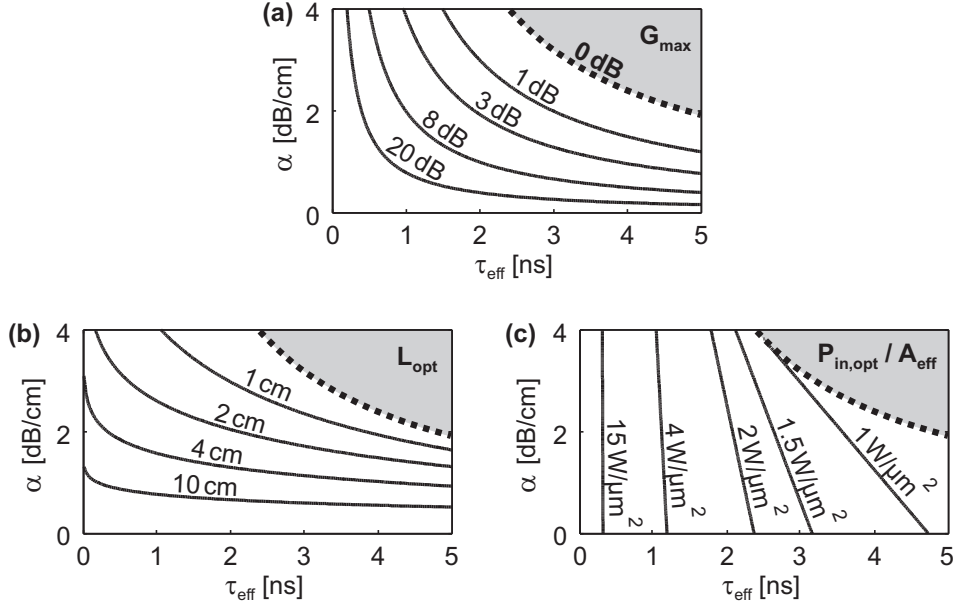 (a)
4
2
0
α [dB/cm]
G_max
0 dB
1 dB
3 dB
8 dB
20 dB
0 1 2 3 4 5
τ_eff [ns]
(b)
4
2
0
α [dB/cm]
L_opt
1 cm
2 cm
4 cm
10 cm
0 1 2 3 4 5
τ_eff [ns]
(c)
4
2
0
α [dB/cm]
P_in,opt / A_eff
15 W/μm²
4 W/μm²
2 W/μm²
1.5 W/μm²
1 W/μm²
0 1 2 3 4 5
τ_eff [ns]